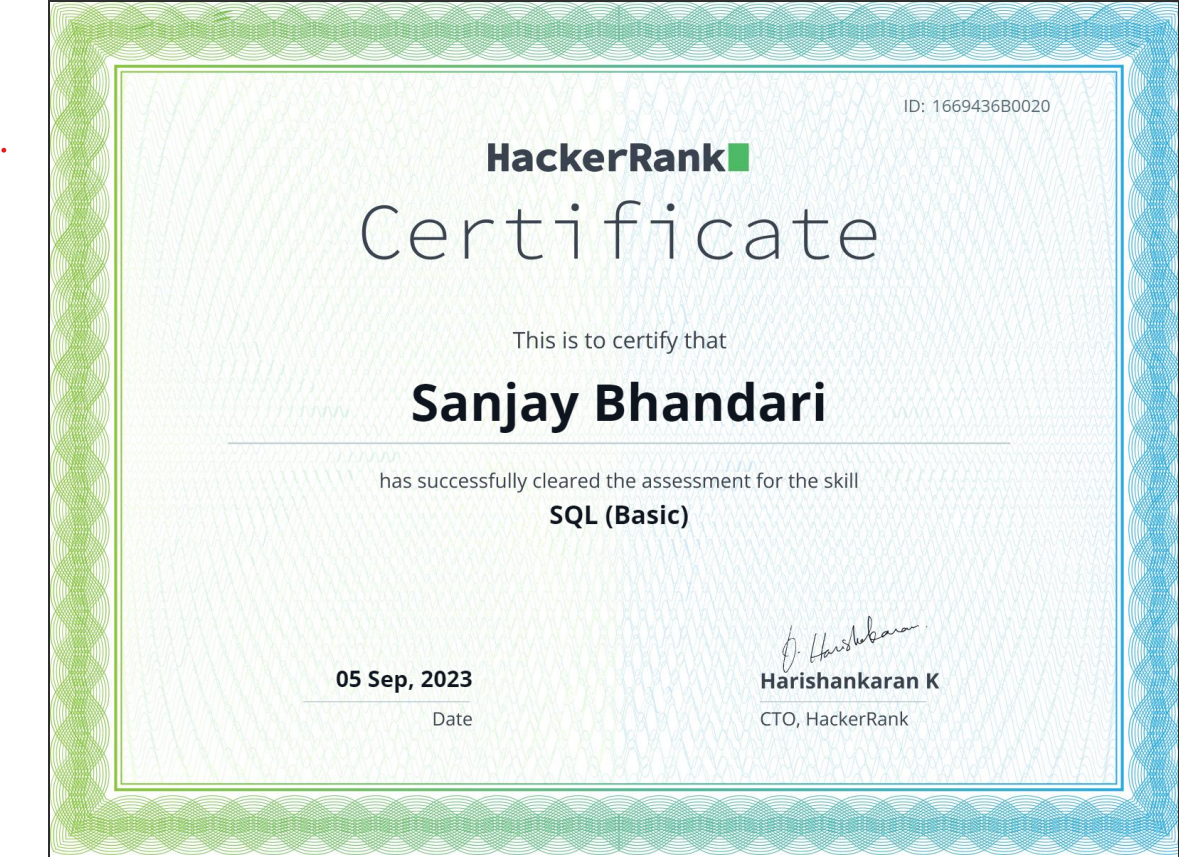 ID: 1669436B0020
HackerRank
Certificate
This is to certify that
Sanjay Bhandari
has successfully cleared the assessment for the skill
SQL (Basic)
05 Sep, 2023
Date
Harishankaran K
CTO, HackerRank